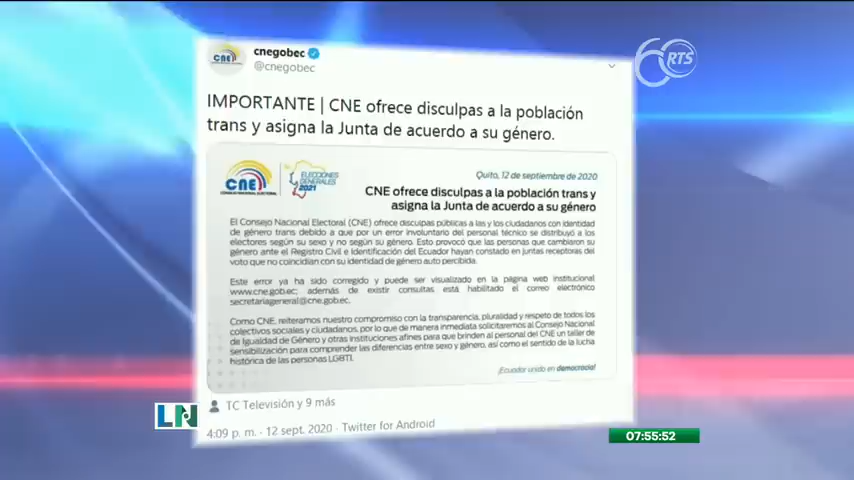 60 RTS
CNE
cnegobec
@cnegobec
IMPORTANTE | CNE ofrece disculpas a la población
trans y asigna la Junta de acuerdo a su género.
CNE
CONSEJO NACIONAL ELECTORAL
ELECCIONES
GENERALES
2021
Quito, 12 de septiembre de 2020
CNE ofrece disculpas a la población trans y
asigna la Junta de acuerdo a su género
El Consejo Nacional Electoral (CNE) ofrece disculpas públicas a las y los ciudadanos con identidad
de género trans debido a que por un error involuntario del personal técnico se distribuyó a los
electores según su sexo y no según su género. Esto provocó que las personas que cambiaron su
género ante el Registro Civil e Identificación del Ecuador hayan constado en juntas receptoras del
voto que no coincidían con su identidad de género auto percibida.
Este error ya ha sido corregido y puede ser visualizado en la página web institucional
www.cne.gob.ec; además de existir consultas está habilitado el correo electrónico
secretariageneral@cne.gob.ec.
Como CNE, reiteramos nuestro compromiso con la transparencia, pluralidad y respeto de todos los
colectivos sociales y ciudadanos, por lo que de manera inmediata solicitaremos al Consejo Nacional
de Igualdad de Género y otras instituciones afines para que brinden al personal del CNE un taller de
sensibilización para comprender las diferencias entre sexo y género, así como el sentido de la lucha
histórica de las personas LGBTI.
¡Ecuador unido en democracia!
TC Televisión y 9 más
4:09 p. m. · 12 sept. 2020 · Twitter for Android
LN
07:55:52